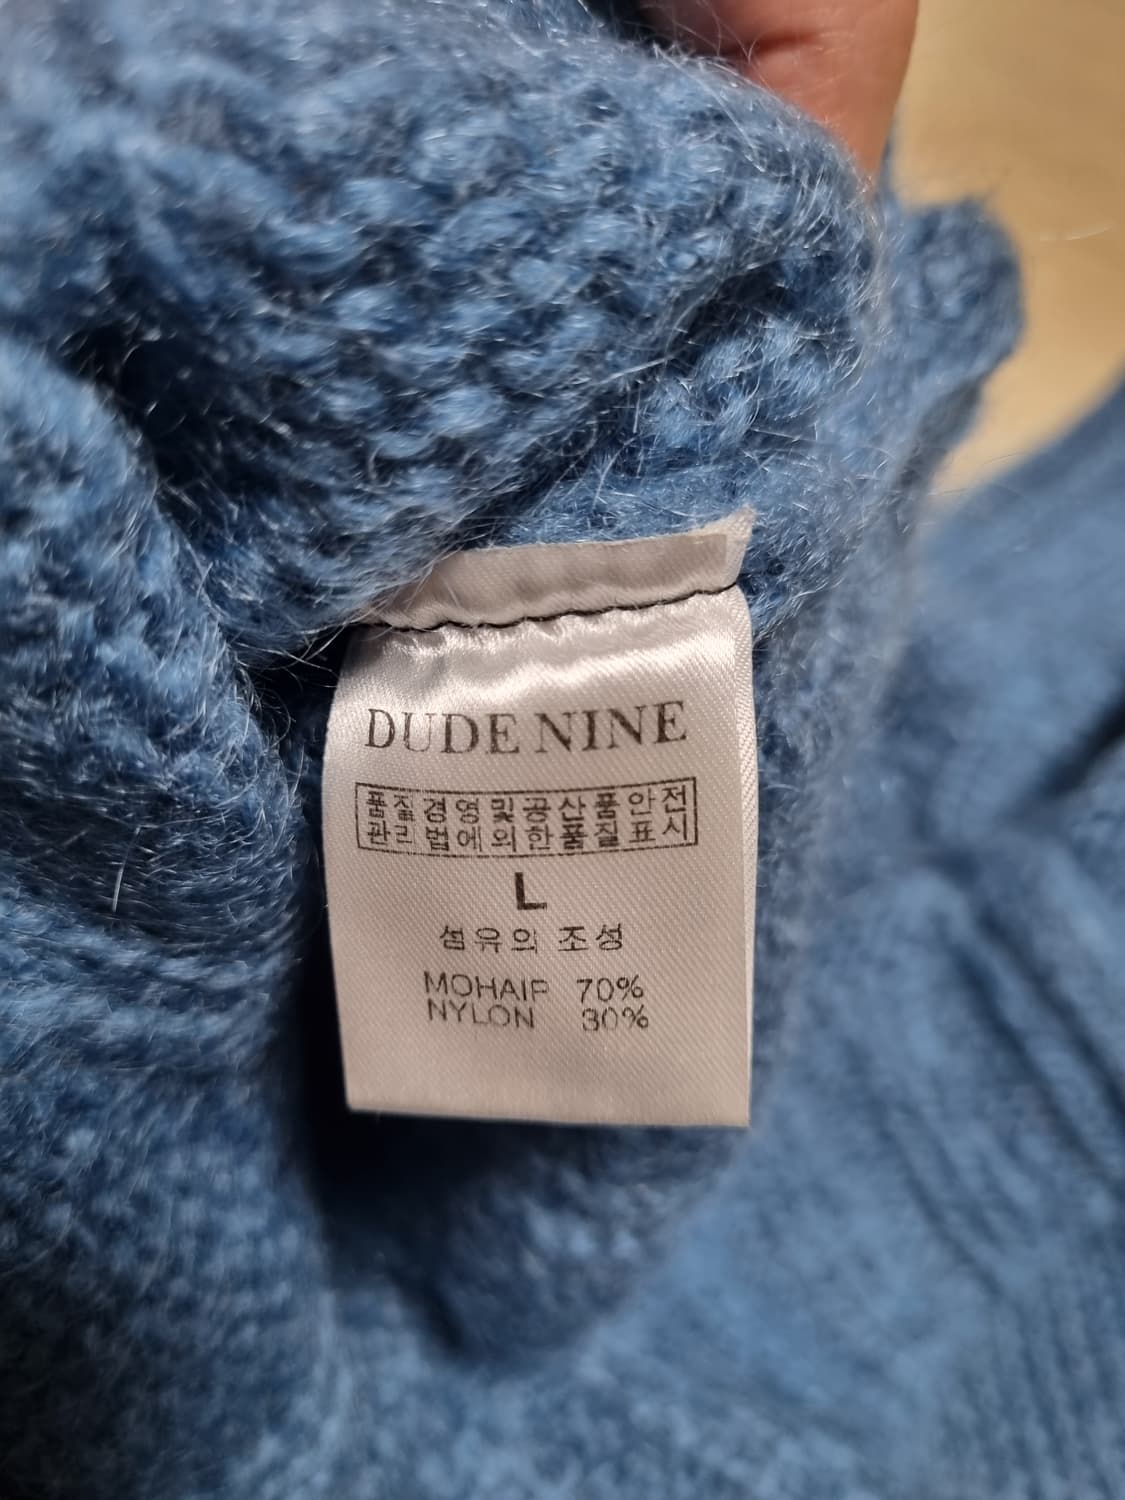 DUDE NINE
품질경영및공산품안전
관리법에의한품질표시
L
섬유의 조성
MOHAIR 70%
NYLON 30%